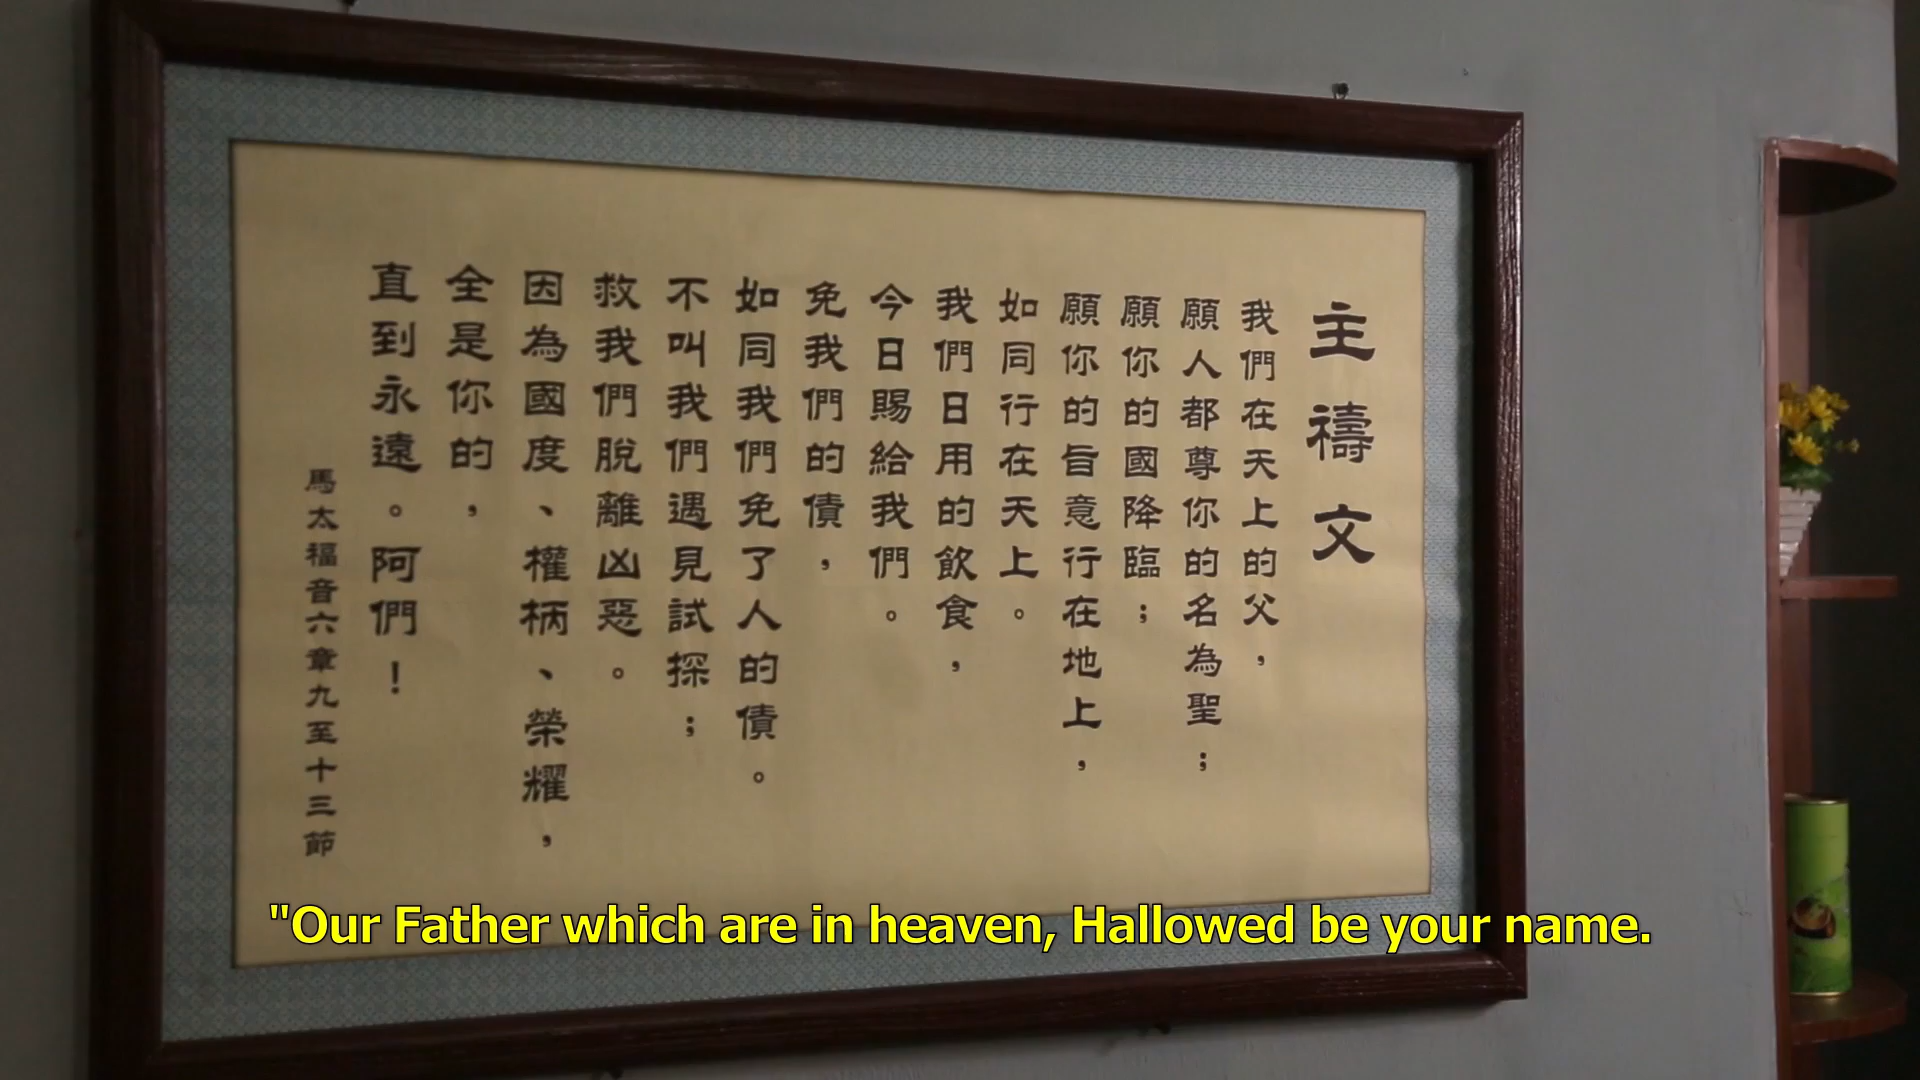 主禱文
我們在天上的父，
願人都尊你的名為聖；
願你的國降臨；
願你的旨意行在地上，
如同行在天上。
我們日用的飲食，
今日賜給我們。
免我們的債，
如同我們免了人的債。
不叫我們遇見試探；
救我們脫離凶惡。
因為國度、權柄、榮耀，
全是你的，
直到永遠。阿們！
馬太福音六章九至十三節
"Our Father which are in heaven, Hallowed be your name.